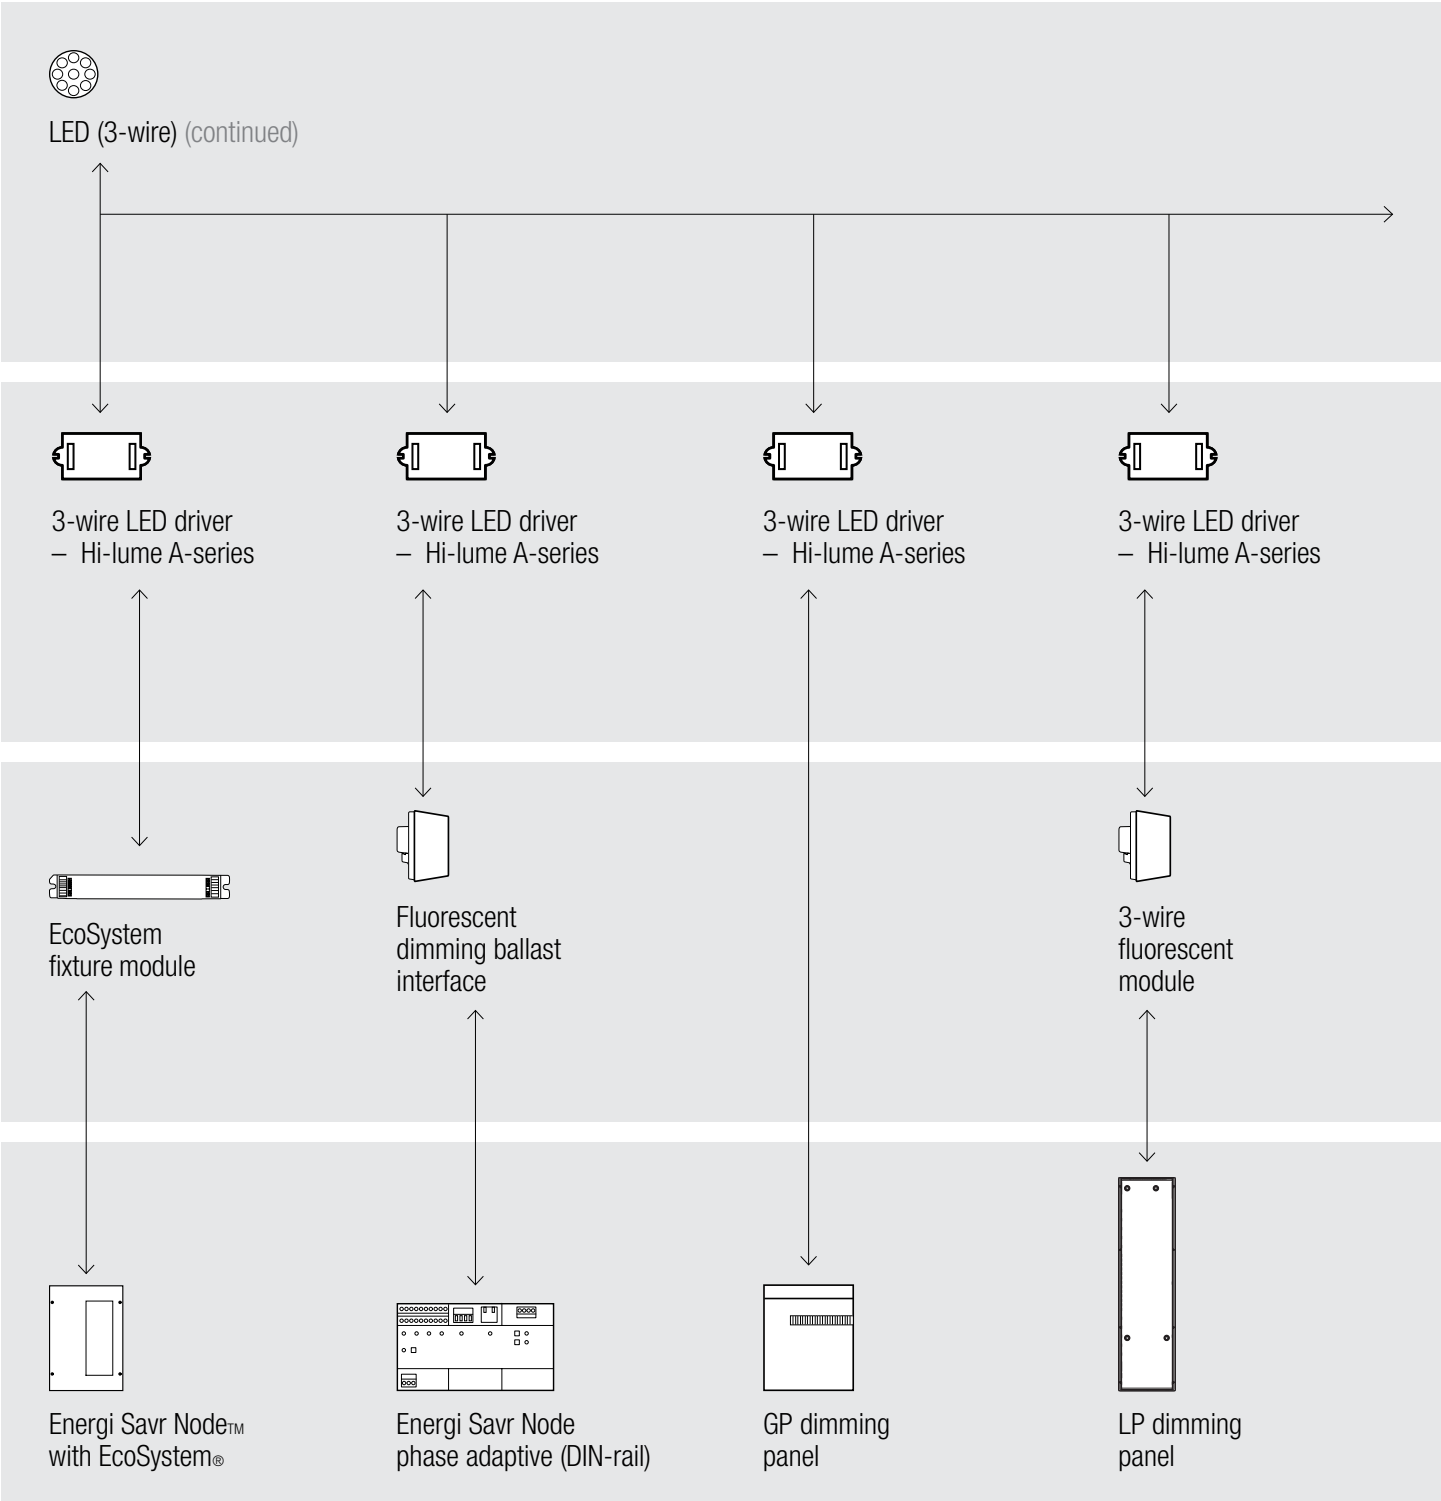 LED (3-wire) (continued)
3-wire LED driver
– Hi-lume A-series
3-wire LED driver
– Hi-lume A-series
3-wire LED driver
– Hi-lume A-series
3-wire LED driver
– Hi-lume A-series
EcoSystem
fixture module
Fluorescent
dimming ballast
interface
3-wire
fluorescent
module
Energi Savr Node™
with EcoSystem®
Energi Savr Node
phase adaptive (DIN-rail)
GP dimming
panel
LP dimming
panel